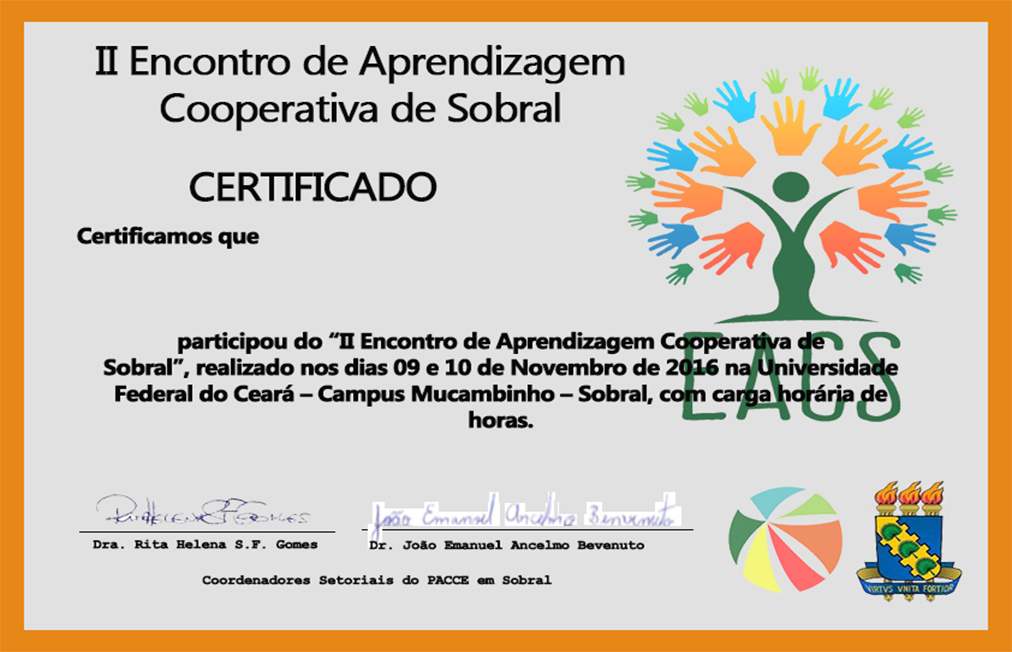 II Encontro de Aprendizagem
Cooperativa de Sobral
CERTIFICADO
Certificamos que
participou do “II Encontro de Aprendizagem Cooperativa de
Sobral”, realizado nos dias 09 e 10 de Novembro de 2016 na Universidade
Federal do Ceará – Campus Mucambinho – Sobral, com carga horária de
horas.
EACS
Rita Helena S F Gomes
João Emanuel Ancelmo Benvenuto
Dra. Rita Helena S.F. Gomes
Dr. João Emanuel Ancelmo Bevenuto
Coordenadores Setoriais do PACCE em Sobral
VIRTVS VNITA FORTIOR